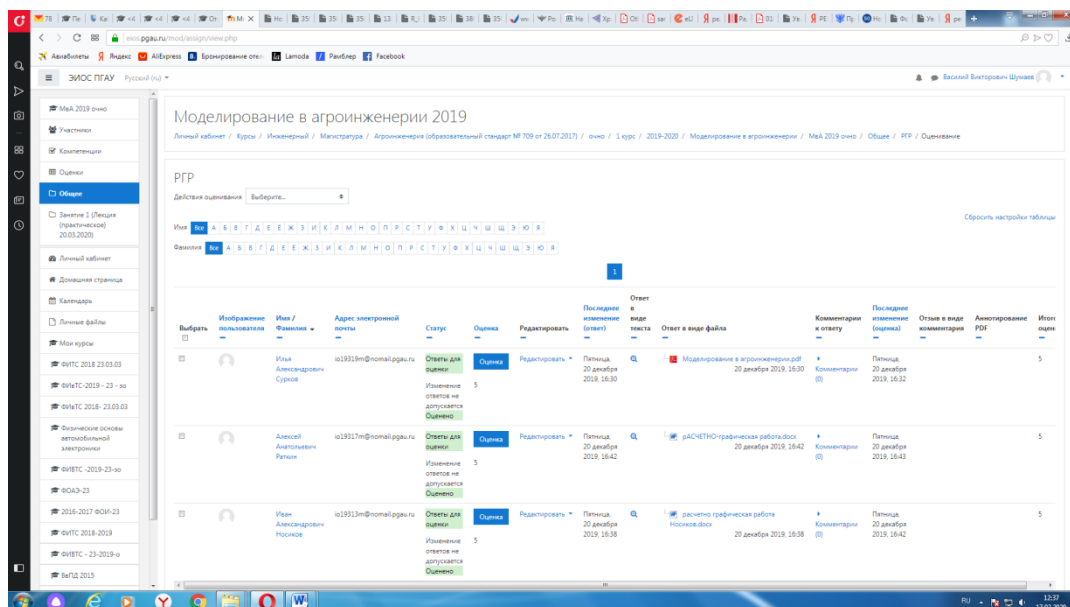 eios.pgau.ru/mod/assign/view.php
Авиабилеты Яндекс AliExpress Бронирование отел Lamoda Рамблер Facebook
ЭИОС ПГАУ Русский (ru)
Василий Викторович Шумаев
МвА 2019 очно
Участники
Компетенции
Оценки
Общее
Занятие 1 (Лекция
(практическое)
20.03.2020)
Личный кабинет
Домашняя страница
Календарь
Личные файлы
Мои курсы
ФИТС 2018 23.03.03
ФИвТС-2019 - 23 - зо
ФИвТС 2018- 23.03.03
Физические основы
автомобильной
электроники
ФИВТС -2019-23-зо
ФОАЭ-23
2016-2017 ФОИ-23
ФИТС 2018-2019
ФИВТС - 23-2019-о
ВвПД 2015
Моделирование в агроинженерии 2019
Личный кабинет / Курсы / Инженерный / Магистратура / Агроинженерия (образовательный стандарт № 709 от 26.07.2017) / очно / 1 курс / 2019-2020 / Моделирование в агроинженерии / МвА 2019 очно / Общее / РГР / Оценивание
РГР
Действия оценивания Выберите...
Сбросить настройки таблицы
Имя Все А Б В Г Д Е Ё Ж З И К Л М Н О П Р С Т У Ф Х Ц Ч Ш Щ Э Ю Я
Фамилия Все А Б В Г Д Е Ё Ж З И К Л М Н О П Р С Т У Ф Х Ц Ч Ш Щ Э Ю Я
1
Выбрать
Изображение
пользователя
Имя /
Фамилия
Адрес электронной
почты
Статус
Оценка
Редактировать
Последнее
изменение
(ответ)
Ответ
в
виде
текста
Ответ в виде файла
Комментарии
к ответу
Последнее
изменение
(оценка)
Отзыв в виде
комментария
Аннотирование
PDF
Итого
оцен
Илья
Александрович
Сурков
io19319m@nomail.pgau.ru
Ответы для
оценки
Изменение
ответов не
допускается
Оценено
Оценка
5
Редактировать
Пятница,
20 декабря
2019, 16:30
Моделирование в агроинженерии.pdf
20 декабря 2019, 16:30
Комментарии
(0)
Пятница,
20 декабря
2019, 16:32
5
Алексей
Анатольевич
Раткин
io19317m@nomail.pgau.ru
Ответы для
оценки
Изменение
ответов не
допускается
Оценено
Оценка
5
Редактировать
Пятница,
20 декабря
2019, 16:42
рАСЧЕТНО-графическая работа.docx
20 декабря 2019, 16:42
Комментарии
(0)
Пятница,
20 декабря
2019, 16:43
5
Иван
Александрович
Носиков
io19313m@nomail.pgau.ru
Ответы для
оценки
Изменение
ответов не
допускается
Оценено
Оценка
5
Редактировать
Пятница,
20 декабря
2019, 16:38
расчетно графическая работа
Носиков.docx
20 декабря 2019, 16:38
Комментарии
(0)
Пятница,
20 декабря
2019, 16:42
5
RU
12:37
17.03.2020